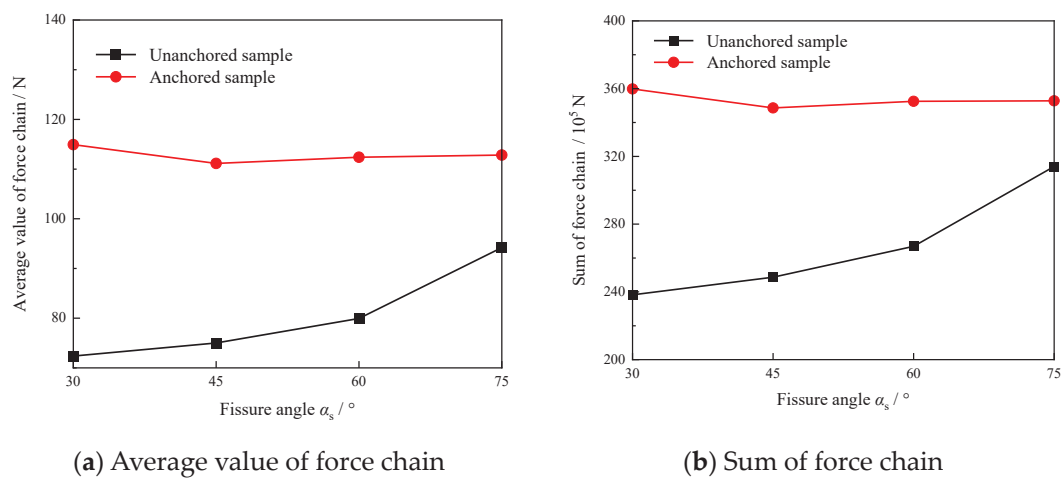 140
120
100
80
Average value of force chain / N
Unanchored sample
Anchored sample
30 45 60 75
Fissure angle αs / °
(a) Average value of force chain
400
360
320
280
240
200
Sum of force chain / 10⁵ N
Unanchored sample
Anchored sample
30 45 60 75
Fissure angle αs / °
(b) Sum of force chain